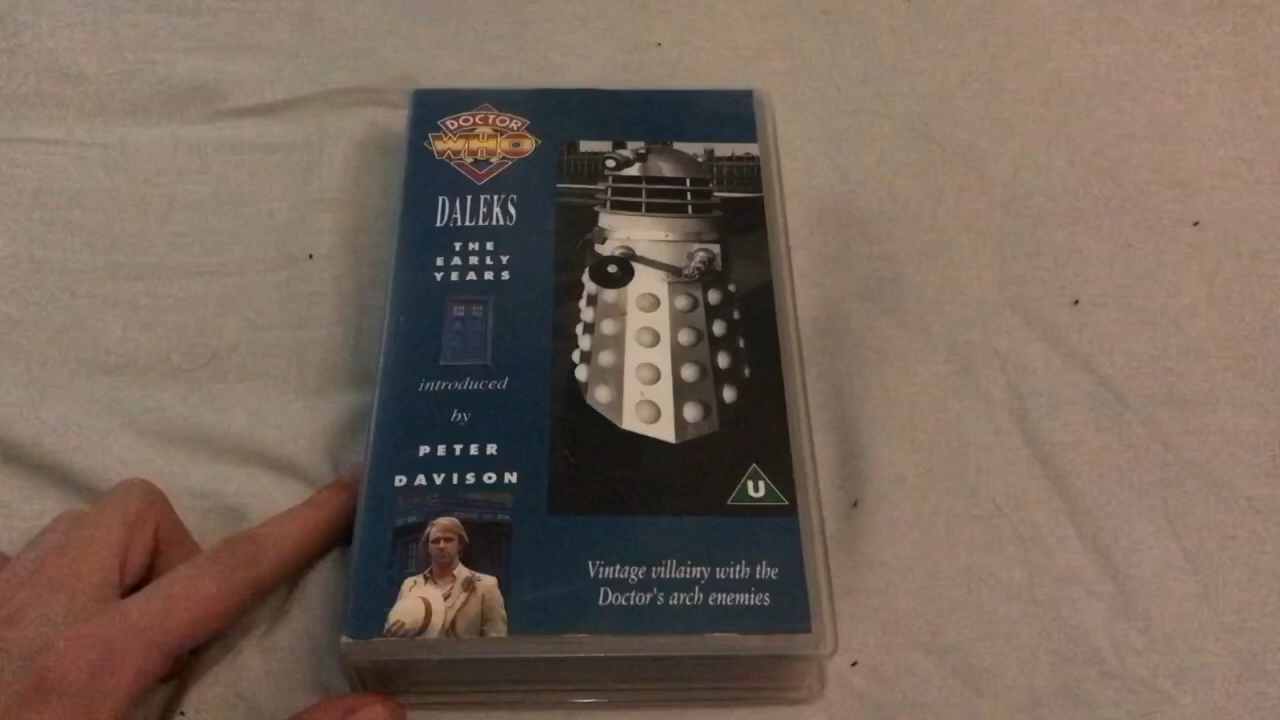 DOCTOR
WHO
DALEKS
THE
EARLY
YEARS
introduced
by
PETER
DAVISON
U
Vintage villainy with the
Doctor's arch enemies